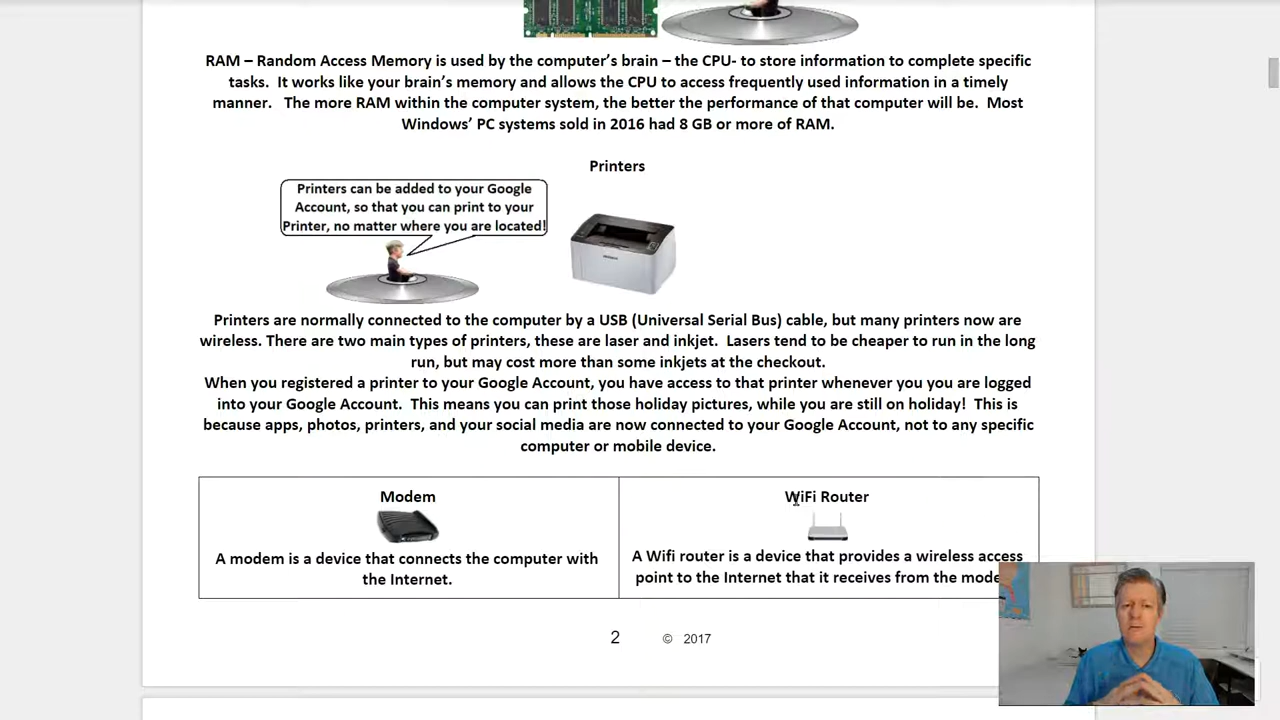 RAM – Random Access Memory is used by the computer's brain – the CPU- to store information to complete specific
tasks. It works like your brain's memory and allows the CPU to access frequently used information in a timely
manner. The more RAM within the computer system, the better the performance of that computer will be. Most
Windows' PC systems sold in 2016 had 8 GB or more of RAM.
Printers
Printers can be added to your Google
Account, so that you can print to your
Printer, no matter where you are located!
Printers are normally connected to the computer by a USB (Universal Serial Bus) cable, but many printers now are
wireless. There are two main types of printers, these are laser and inkjet. Lasers tend to be cheaper to run in the long
run, but may cost more than some inkjets at the checkout.
When you registered a printer to your Google Account, you have access to that printer whenever you you are logged
into your Google Account. This means you can print those holiday pictures, while you are still on holiday! This is
because apps, photos, printers, and your social media are now connected to your Google Account, not to any specific
computer or mobile device.
Modem
A modem is a device that connects the computer with
the Internet.
WiFi Router
A Wifi router is a device that provides a wireless access
point to the Internet that it receives from the mode
2 © 2017